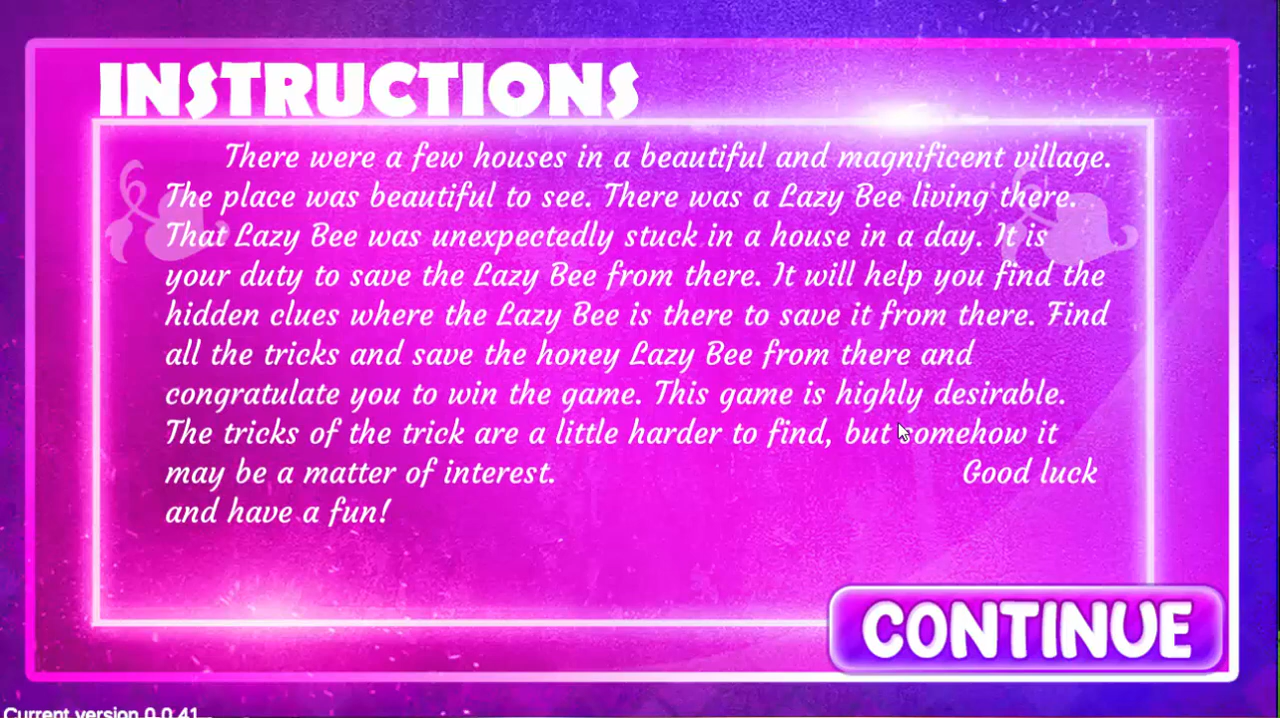 INSTRUCTIONS
There were a few houses in a beautiful and magnificent village.
The place was beautiful to see. There was a Lazy Bee living there.
That Lazy Bee was unexpectedly stuck in a house in a day. It is
your duty to save the Lazy Bee from there. It will help you find the
hidden clues where the Lazy Bee is there to save it from there. Find
all the tricks and save the honey Lazy Bee from there and
congratulate you to win the game. This game is highly desirable.
The tricks of the trick are a little harder to find, but somehow it
may be a matter of interest. Good luck
and have a fun!
CONTINUE
Current version 0.0.41